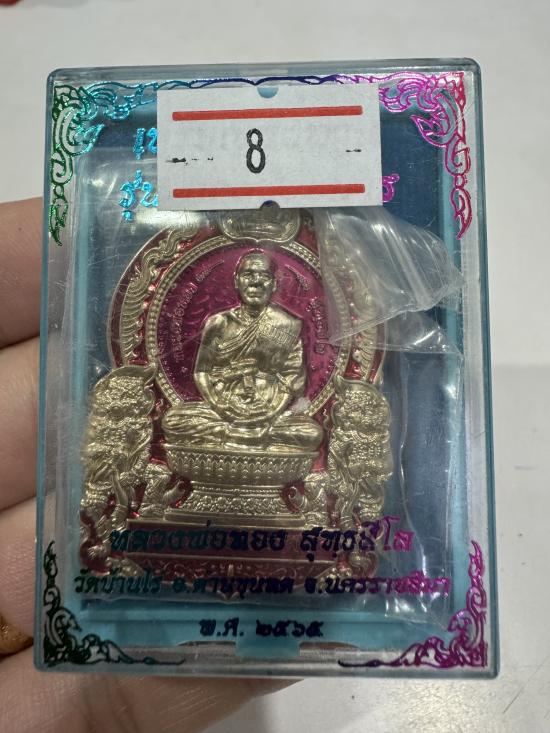 8
รุ่น
หลวงพ่อทอง สุทธสีโล
วัดบ้านไร่ อ.ด่านขุนทด จ.นครราชสีมา
พ.ศ. ๒๕๖๕